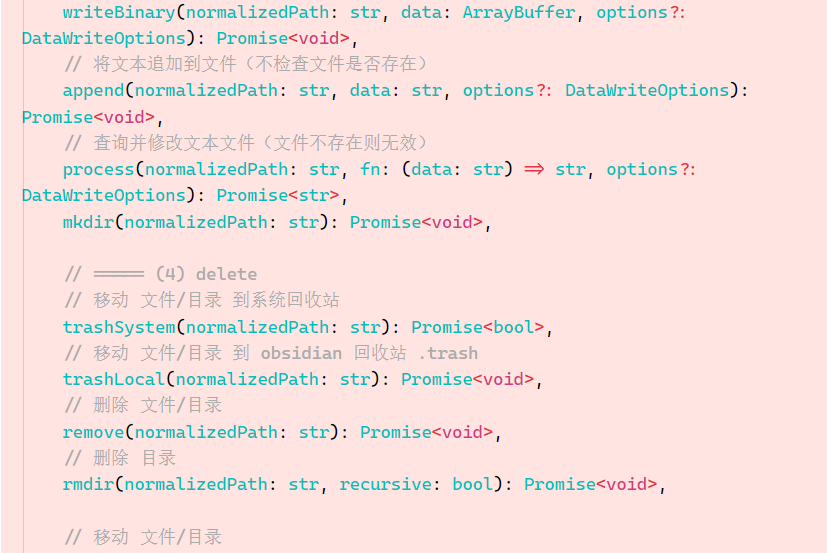 writeBinary(normalizedPath: str, data: ArrayBuffer, options?:
DataWriteOptions): Promise<void>,
// 将文本追加到文件（不检查文件是否存在）
append(normalizedPath: str, data: str, options?: DataWriteOptions):
Promise<void>,
// 查询并修改文本文件（文件不存在则无效）
process(normalizedPath: str, fn: (data: str) => str, options?:
DataWriteOptions): Promise<str>,
mkdir(normalizedPath: str): Promise<void>,
// ===== (4) delete
// 移动 文件/目录 到系统回收站
trashSystem(normalizedPath: str): Promise<bool>,
// 移动 文件/目录 到 obsidian 回收站 .trash
trashLocal(normalizedPath: str): Promise<void>,
// 删除 文件/目录
remove(normalizedPath: str): Promise<void>,
// 删除 目录
rmdir(normalizedPath: str, recursive: bool): Promise<void>,
// 移动 文件/目录